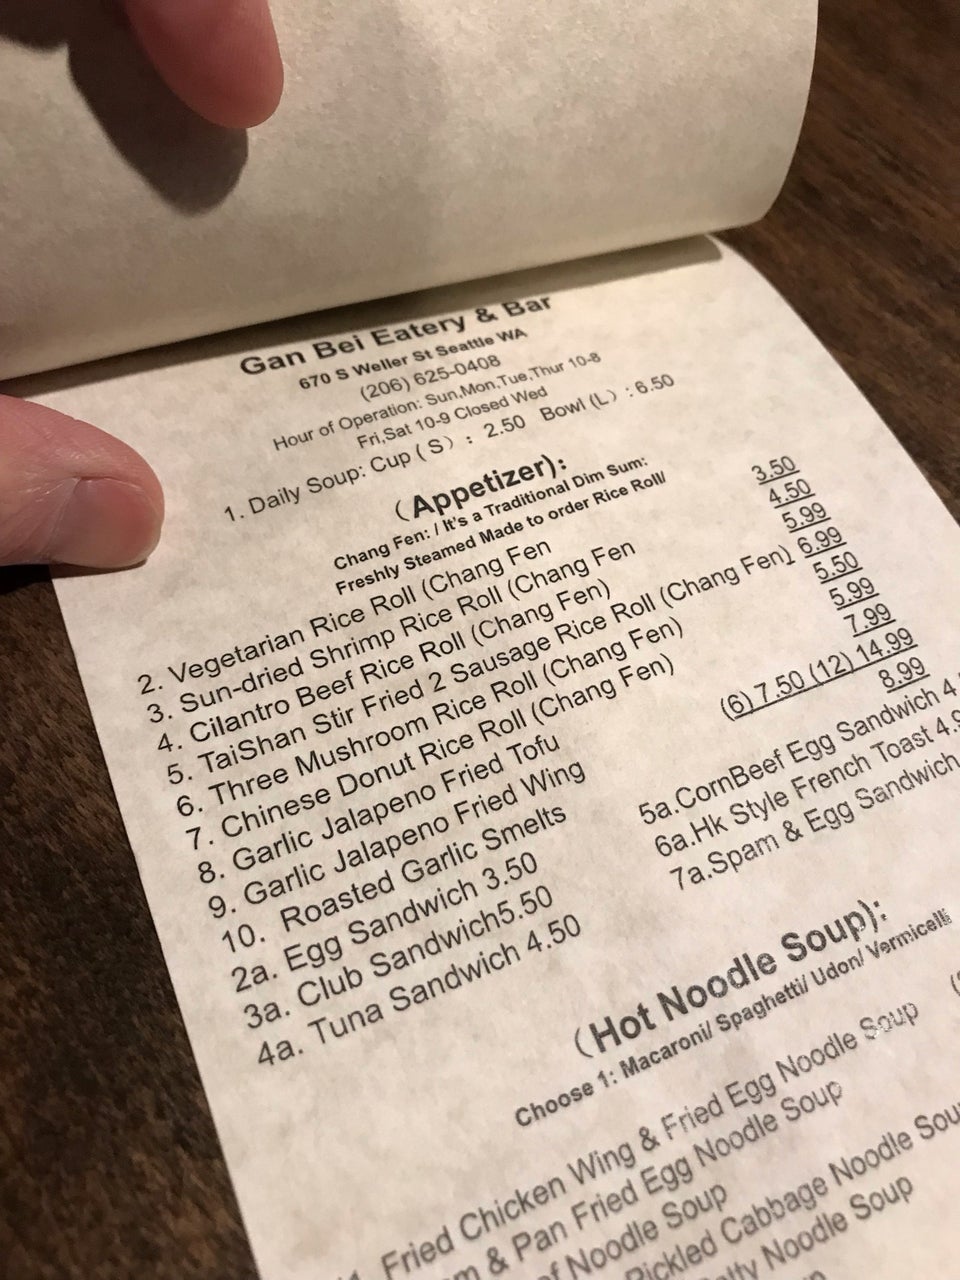 Gan Bei Eatery & Bar
670 S Weller St Seattle WA
(206) 625-0408
Hour of Operation: Sun,Mon,Tue,Thur 10-8
Fri,Sat 10-9 Closed Wed
1. Daily Soup: Cup ( S ) : 2.50 Bowl (L ) : 6.50
(Appetizer):
Chang Fen: / It's a Traditional Dim Sum:
Freshly Steamed Made to order Rice Roll/
2. Vegetarian Rice Roll (Chang Fen 3.50
3. Sun-dried Shrimp Rice Roll (Chang Fen 4.50
4. Cilantro Beef Rice Roll (Chang Fen) 5.99
5. TaiShan Stir Fried 2 Sausage Rice Roll (Chang Fen) 6.99
6. Three Mushroom Rice Roll (Chang Fen) 5.50
7. Chinese Donut Rice Roll (Chang Fen) 5.99
8. Garlic Jalapeno Fried Tofu 7.99
9. Garlic Jalapeno Fried Wing (6) 7.50 (12) 14.99
10. Roasted Garlic Smelts 8.99
2a. Egg Sandwich 3.50 5a.CornBeef Egg Sandwich
3a. Club Sandwich5.50 6a.Hk Style French Toast
4a. Tuna Sandwich 4.50 7a.Spam & Egg Sandwich
(Hot Noodle Soup):
Choose 1: Macaroni/ Spaghetti/ Udon/ Vermicelli
Fried Chicken Wing & Fried Egg Noodle Soup
& Pan Fried Egg Noodle Soup
Noodle Soup
Pickled Cabbage Noodle
Noodle Soup